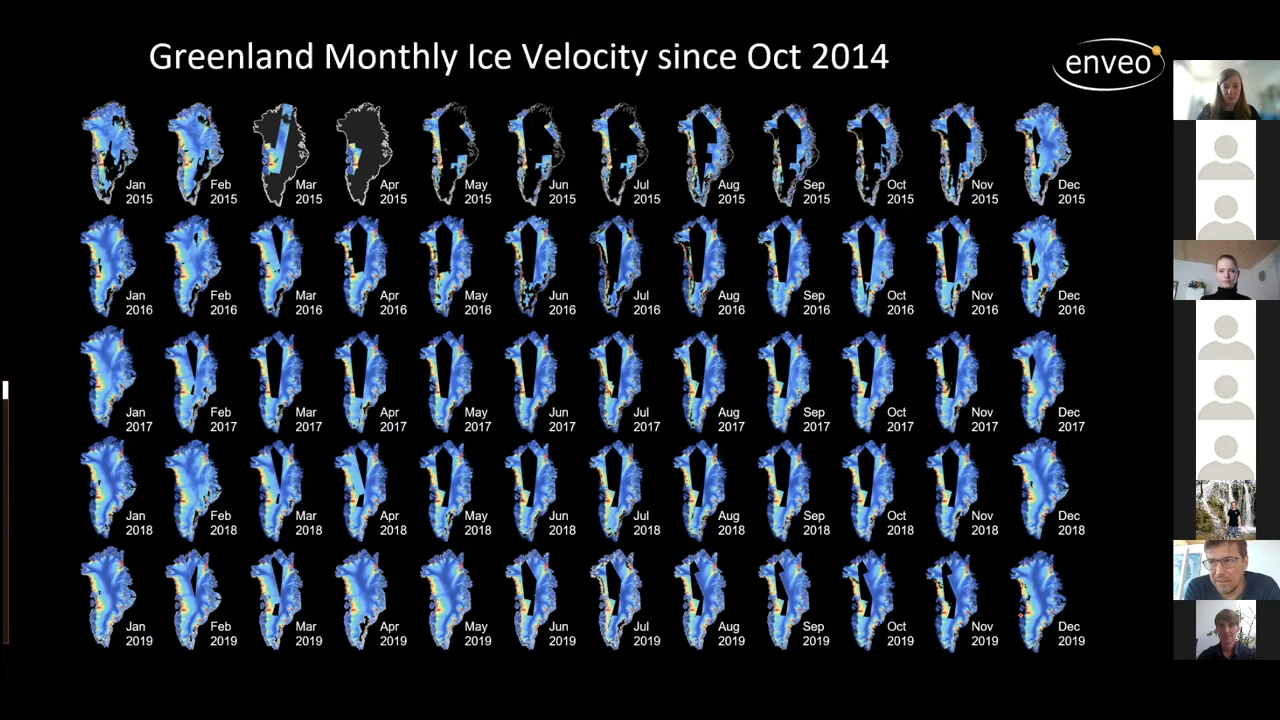 Greenland Monthly Ice Velocity since Oct 2014
enveo
Jan
2015
Feb
2015
Mar
2015
Apr
2015
May
2015
Jun
2015
Jul
2015
Aug
2015
Sep
2015
Oct
2015
Nov
2015
Dec
2015
Jan
2016
Feb
2016
Mar
2016
Apr
2016
May
2016
Jun
2016
Jul
2016
Aug
2016
Sep
2016
Oct
2016
Nov
2016
Dec
2016
Jan
2017
Feb
2017
Mar
2017
Apr
2017
May
2017
Jun
2017
Jul
2017
Aug
2017
Sep
2017
Oct
2017
Nov
2017
Dec
2017
Jan
2018
Feb
2018
Mar
2018
Apr
2018
May
2018
Jun
2018
Jul
2018
Aug
2018
Sep
2018
Oct
2018
Nov
2018
Dec
2018
Jan
2019
Feb
2019
Mar
2019
Apr
2019
May
2019
Jun
2019
Jul
2019
Aug
2019
Sep
2019
Oct
2019
Nov
2019
Dec
2019